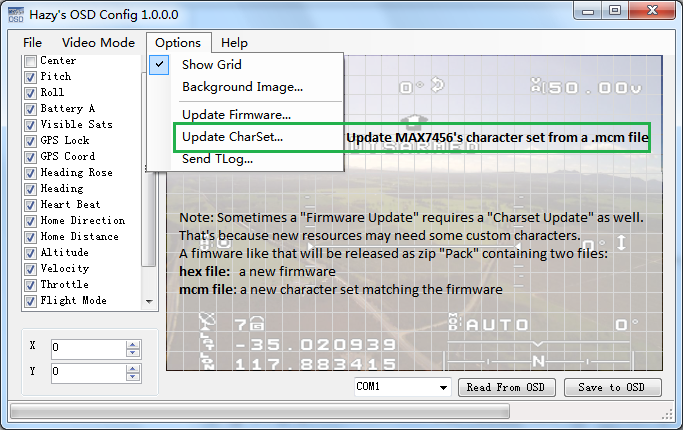 Hazy's OSD Config 1.0.0.0
File Video Mode Options Help
Center
Pitch
Roll
Battery A
Visible Sats
GPS Lock
GPS Coord
Heading Rose
Heading
Heart Beat
Home Direction
Home Distance
Altitude
Velocity
Throttle
Flight Mode
Show Grid
Background Image...
Update Firmware...
Update CharSet... Update MAX7456's character set from a .mcm file
Send TLog...
0°
150.00v
Note: Sometimes a "Firmware Update" requires a "Charset Update" as well.
That's because new resources may need some custom characters.
A fimware like that will be released as zip "Pack" containing two files:
hex file: a new firmware
mcm file: a new character set matching the firmware
7
AUTO 0°
-35.020939
117.883415
N
X 0
Y 0
COM1 Read From OSD Save to OSD